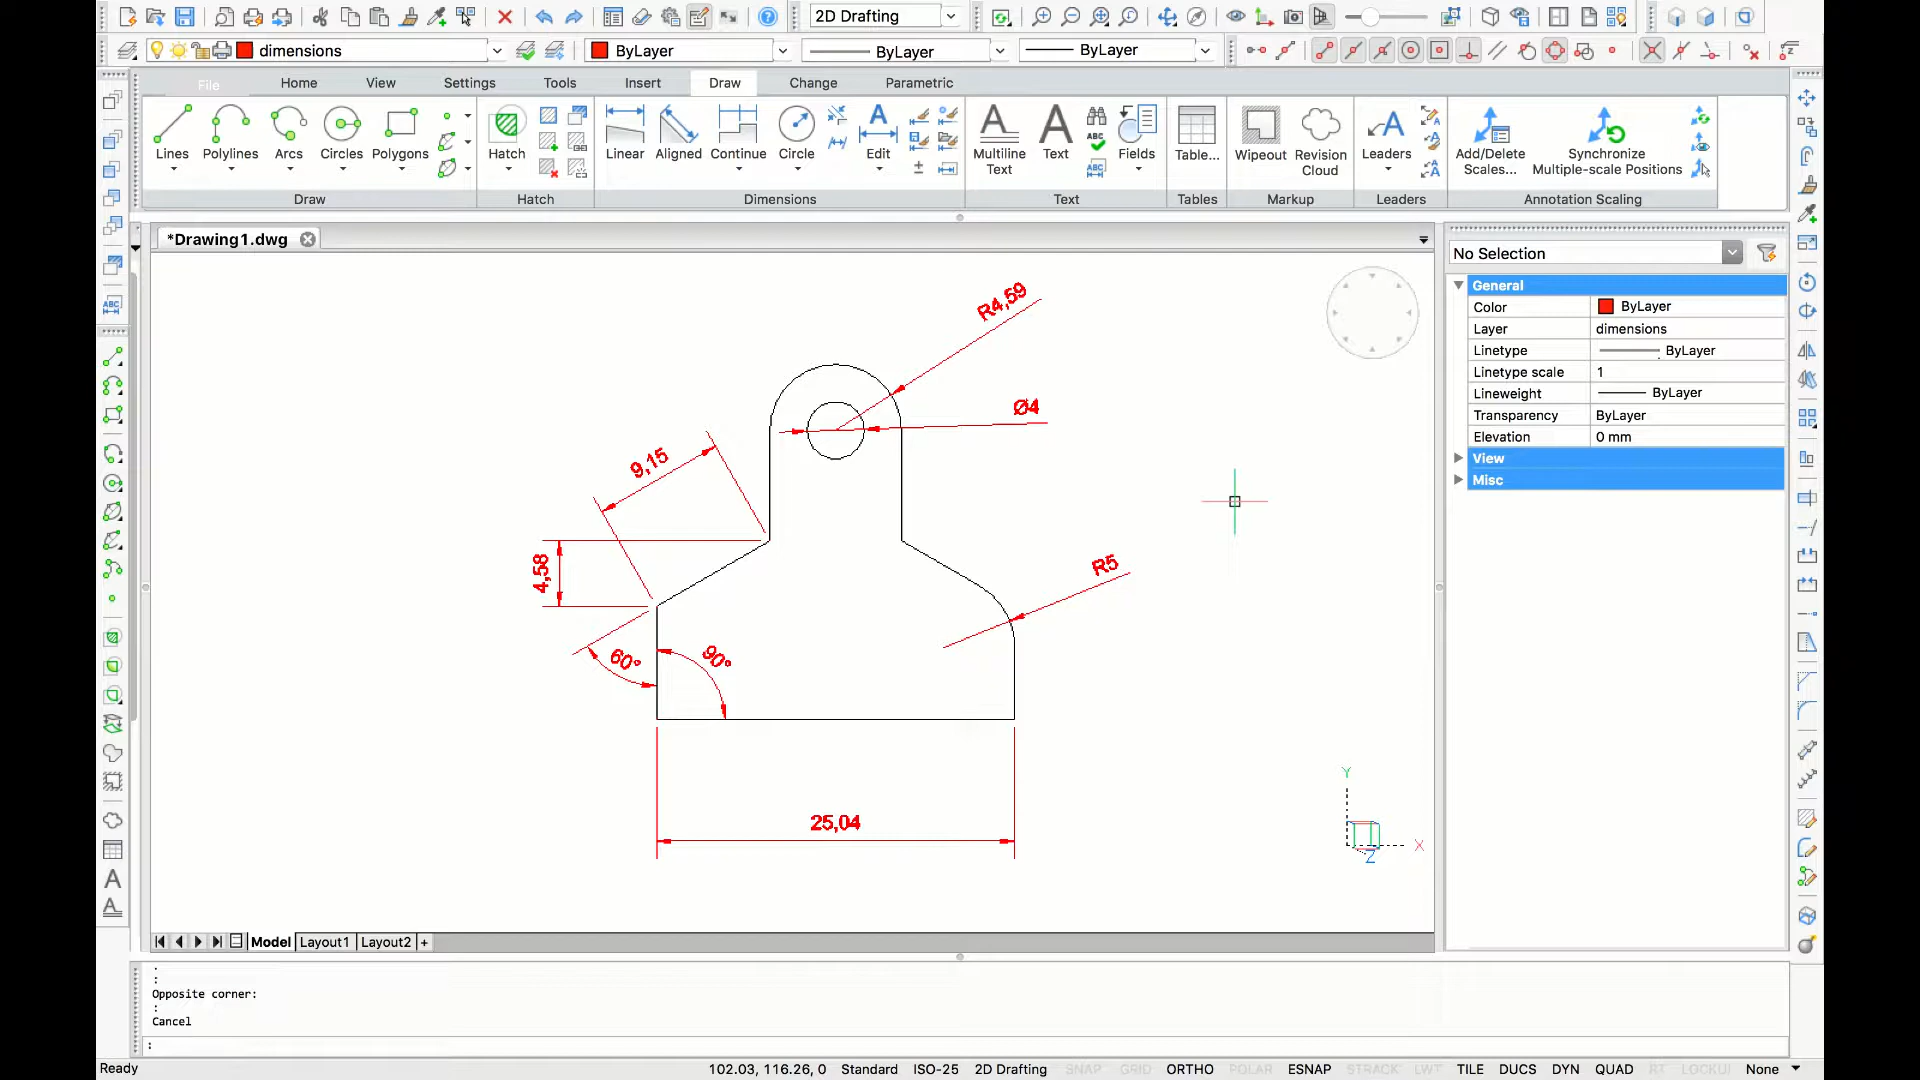 2D Drafting
dimensions
ByLayer
ByLayer
ByLayer
File
Home
View
Settings
Tools
Insert
Draw
Change
Parametric
Lines
Polylines
Arcs
Circles
Polygons
Hatch
Linear
Aligned
Continue
Circle
Edit
Multiline Text
Text
ABC
Fields
Table...
Wipeout
Revision Cloud
Leaders
Add/Delete Scales...
Synchronize Multiple-scale Positions
Draw
Hatch
Dimensions
Text
Tables
Markup
Leaders
Annotation Scaling
*Drawing1.dwg
No Selection
General
Color ByLayer
Layer dimensions
Linetype ByLayer
Linetype scale 1
Lineweight ByLayer
Transparency ByLayer
Elevation 0 mm
View
Misc
R4,59
Ø4
9,15
4,58
R5
60°
90°
25,04
Y
X
Z
Model
Layout1
Layout2
+
:
:
Opposite corner:
:
Cancel
:
Ready
102.03, 116.26, 0
Standard
ISO-25
2D Drafting
SNAP
GRID
ORTHO
POLAR
ESNAP
STRACK
LWT
TILE
DUCS
DYN
QUAD
RT
LOCKUI
None